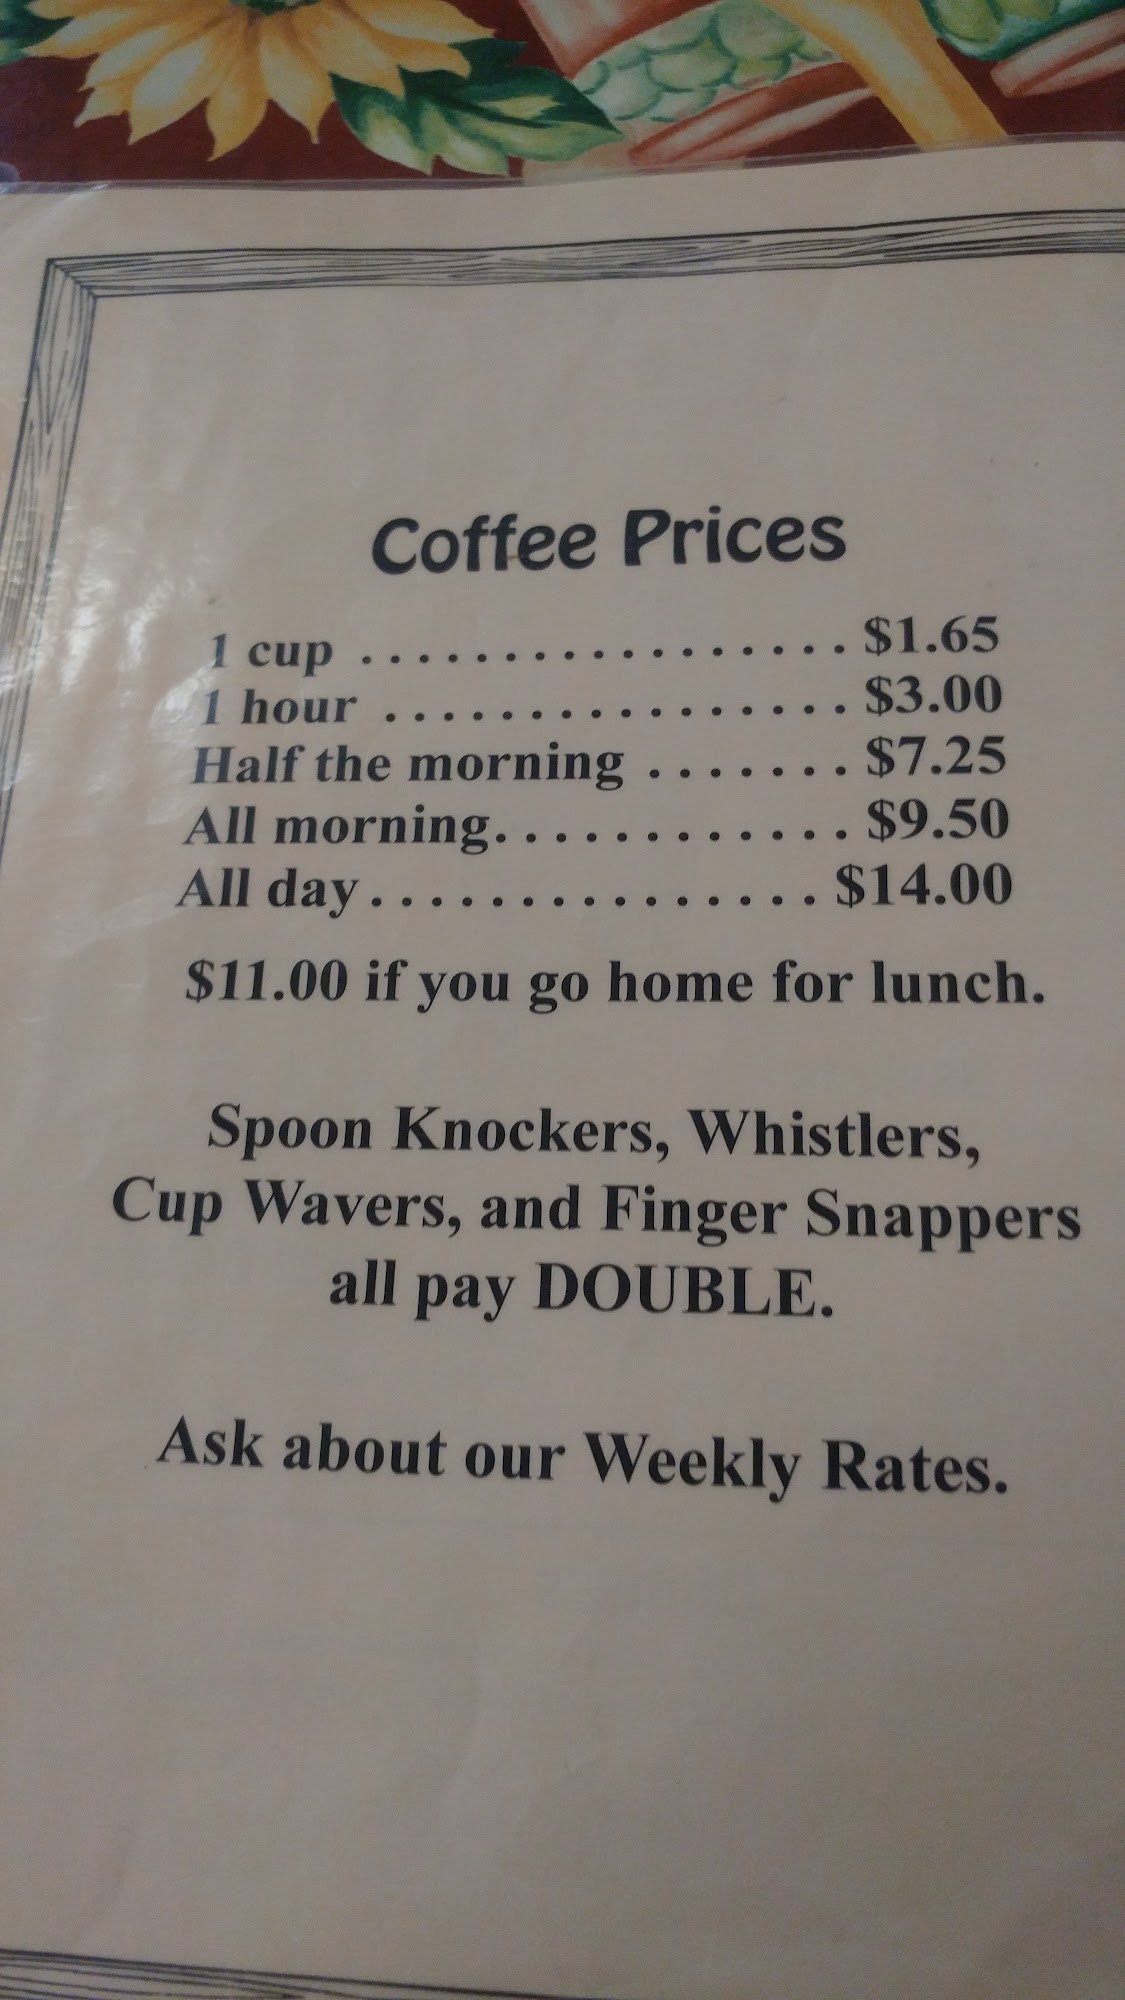 Coffee Prices
1 cup . . . . . . . . . . . . . . . . . $1.65
1 hour . . . . . . . . . . . . . . . . $3.00
Half the morning . . . . . . . $7.25
All morning. . . . . . . . . . . . $9.50
All day. . . . . . . . . . . . . . . $14.00
$11.00 if you go home for lunch.
Spoon Knockers, Whistlers,
Cup Wavers, and Finger Snappers
all pay DOUBLE.
Ask about our Weekly Rates.